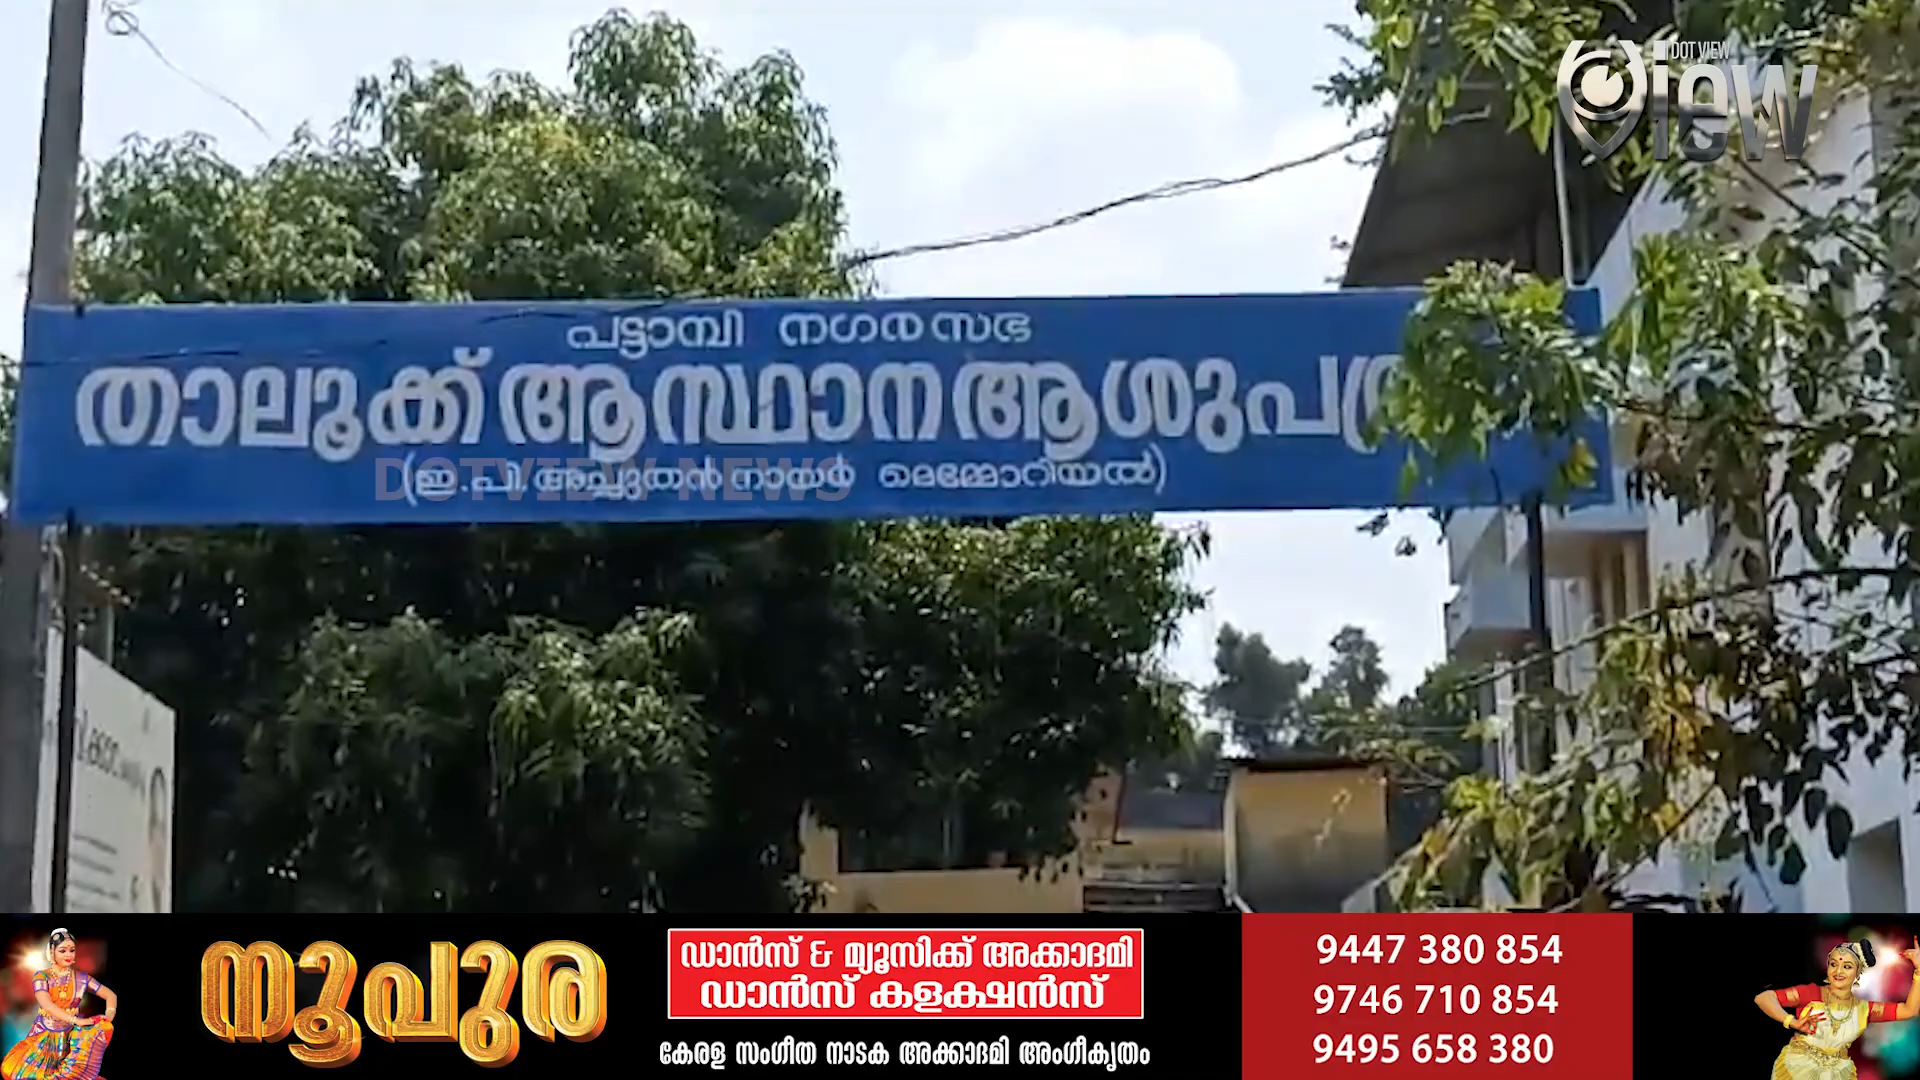 DOT VIEW
View
പട്ടാമ്പി നഗരസഭ
താലൂക്ക് ആസ്ഥാന ആശുപത്ര
(ഇ.പി.അച്ചുതൻ നായർ മെമ്മോറിയൽ)
DOTVIEW NEWS
നൂപുര
ഡാൻസ് & മ്യൂസിക്ക് അക്കാദമി
ഡാൻസ് കളക്ഷൻസ്
കേരള സംഗീത നാടക അക്കാദമി അംഗീകൃതം
9447 380 854
9746 710 854
9495 658 380